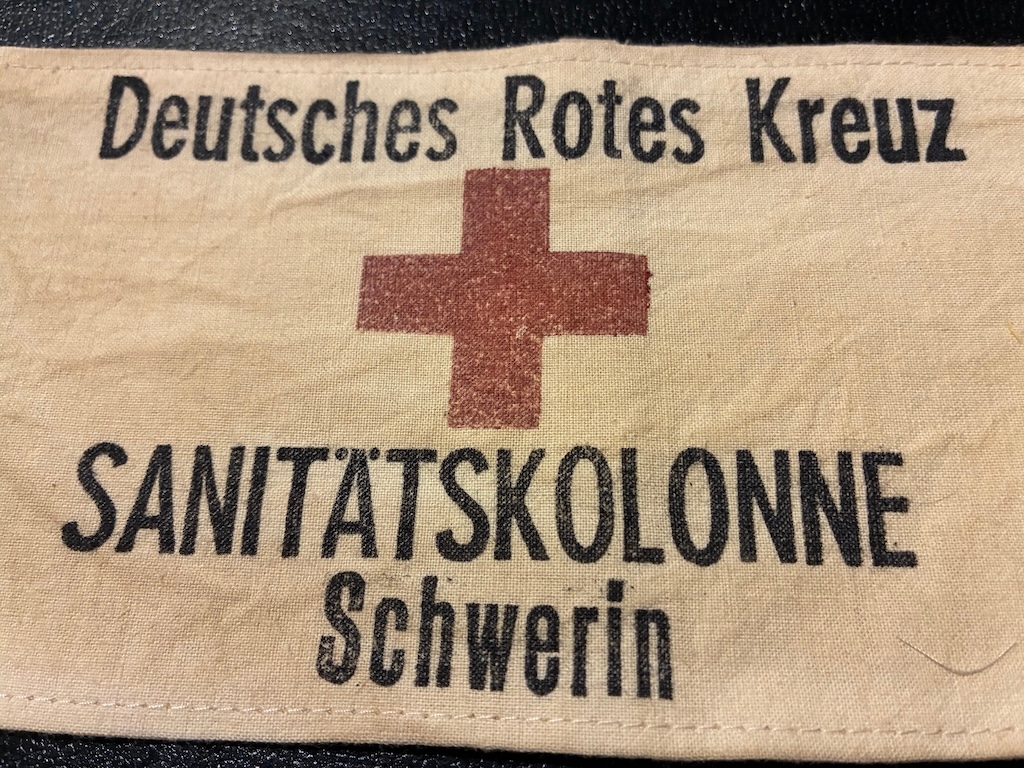 Deutsches Rotes Kreuz
SANITÄTSKOLONNE
Schwerin